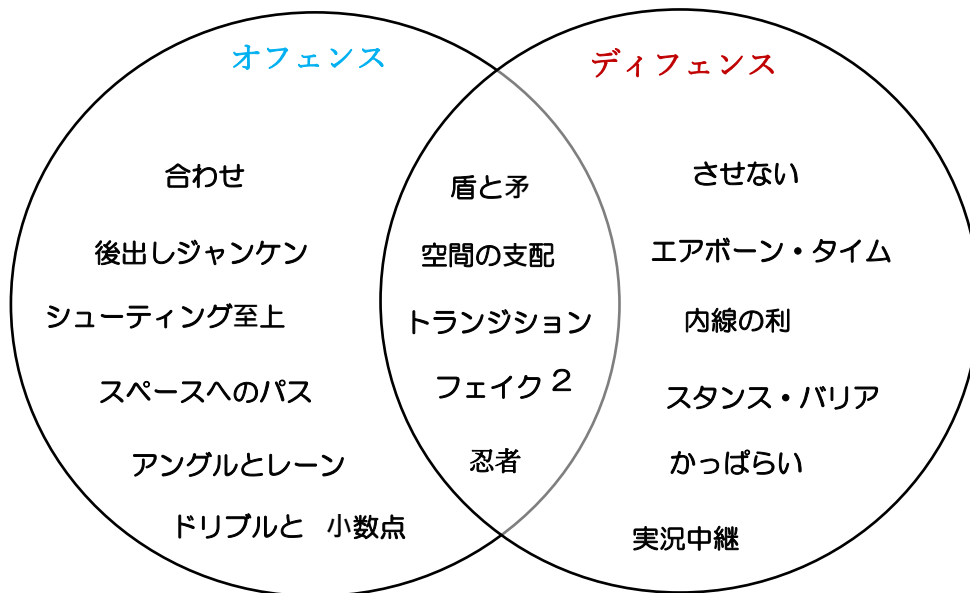 オフェンス
ディフェンス
合わせ
後出しジャンケン
シューティング至上
スペースへのパス
アングルとレーン
ドリブルと 小数点
盾と矛
空間の支配
トランジション
フェイク2
忍者
させない
エアボーン・タイム
内線の利
スタンス・バリア
かっぱらい
実況中継